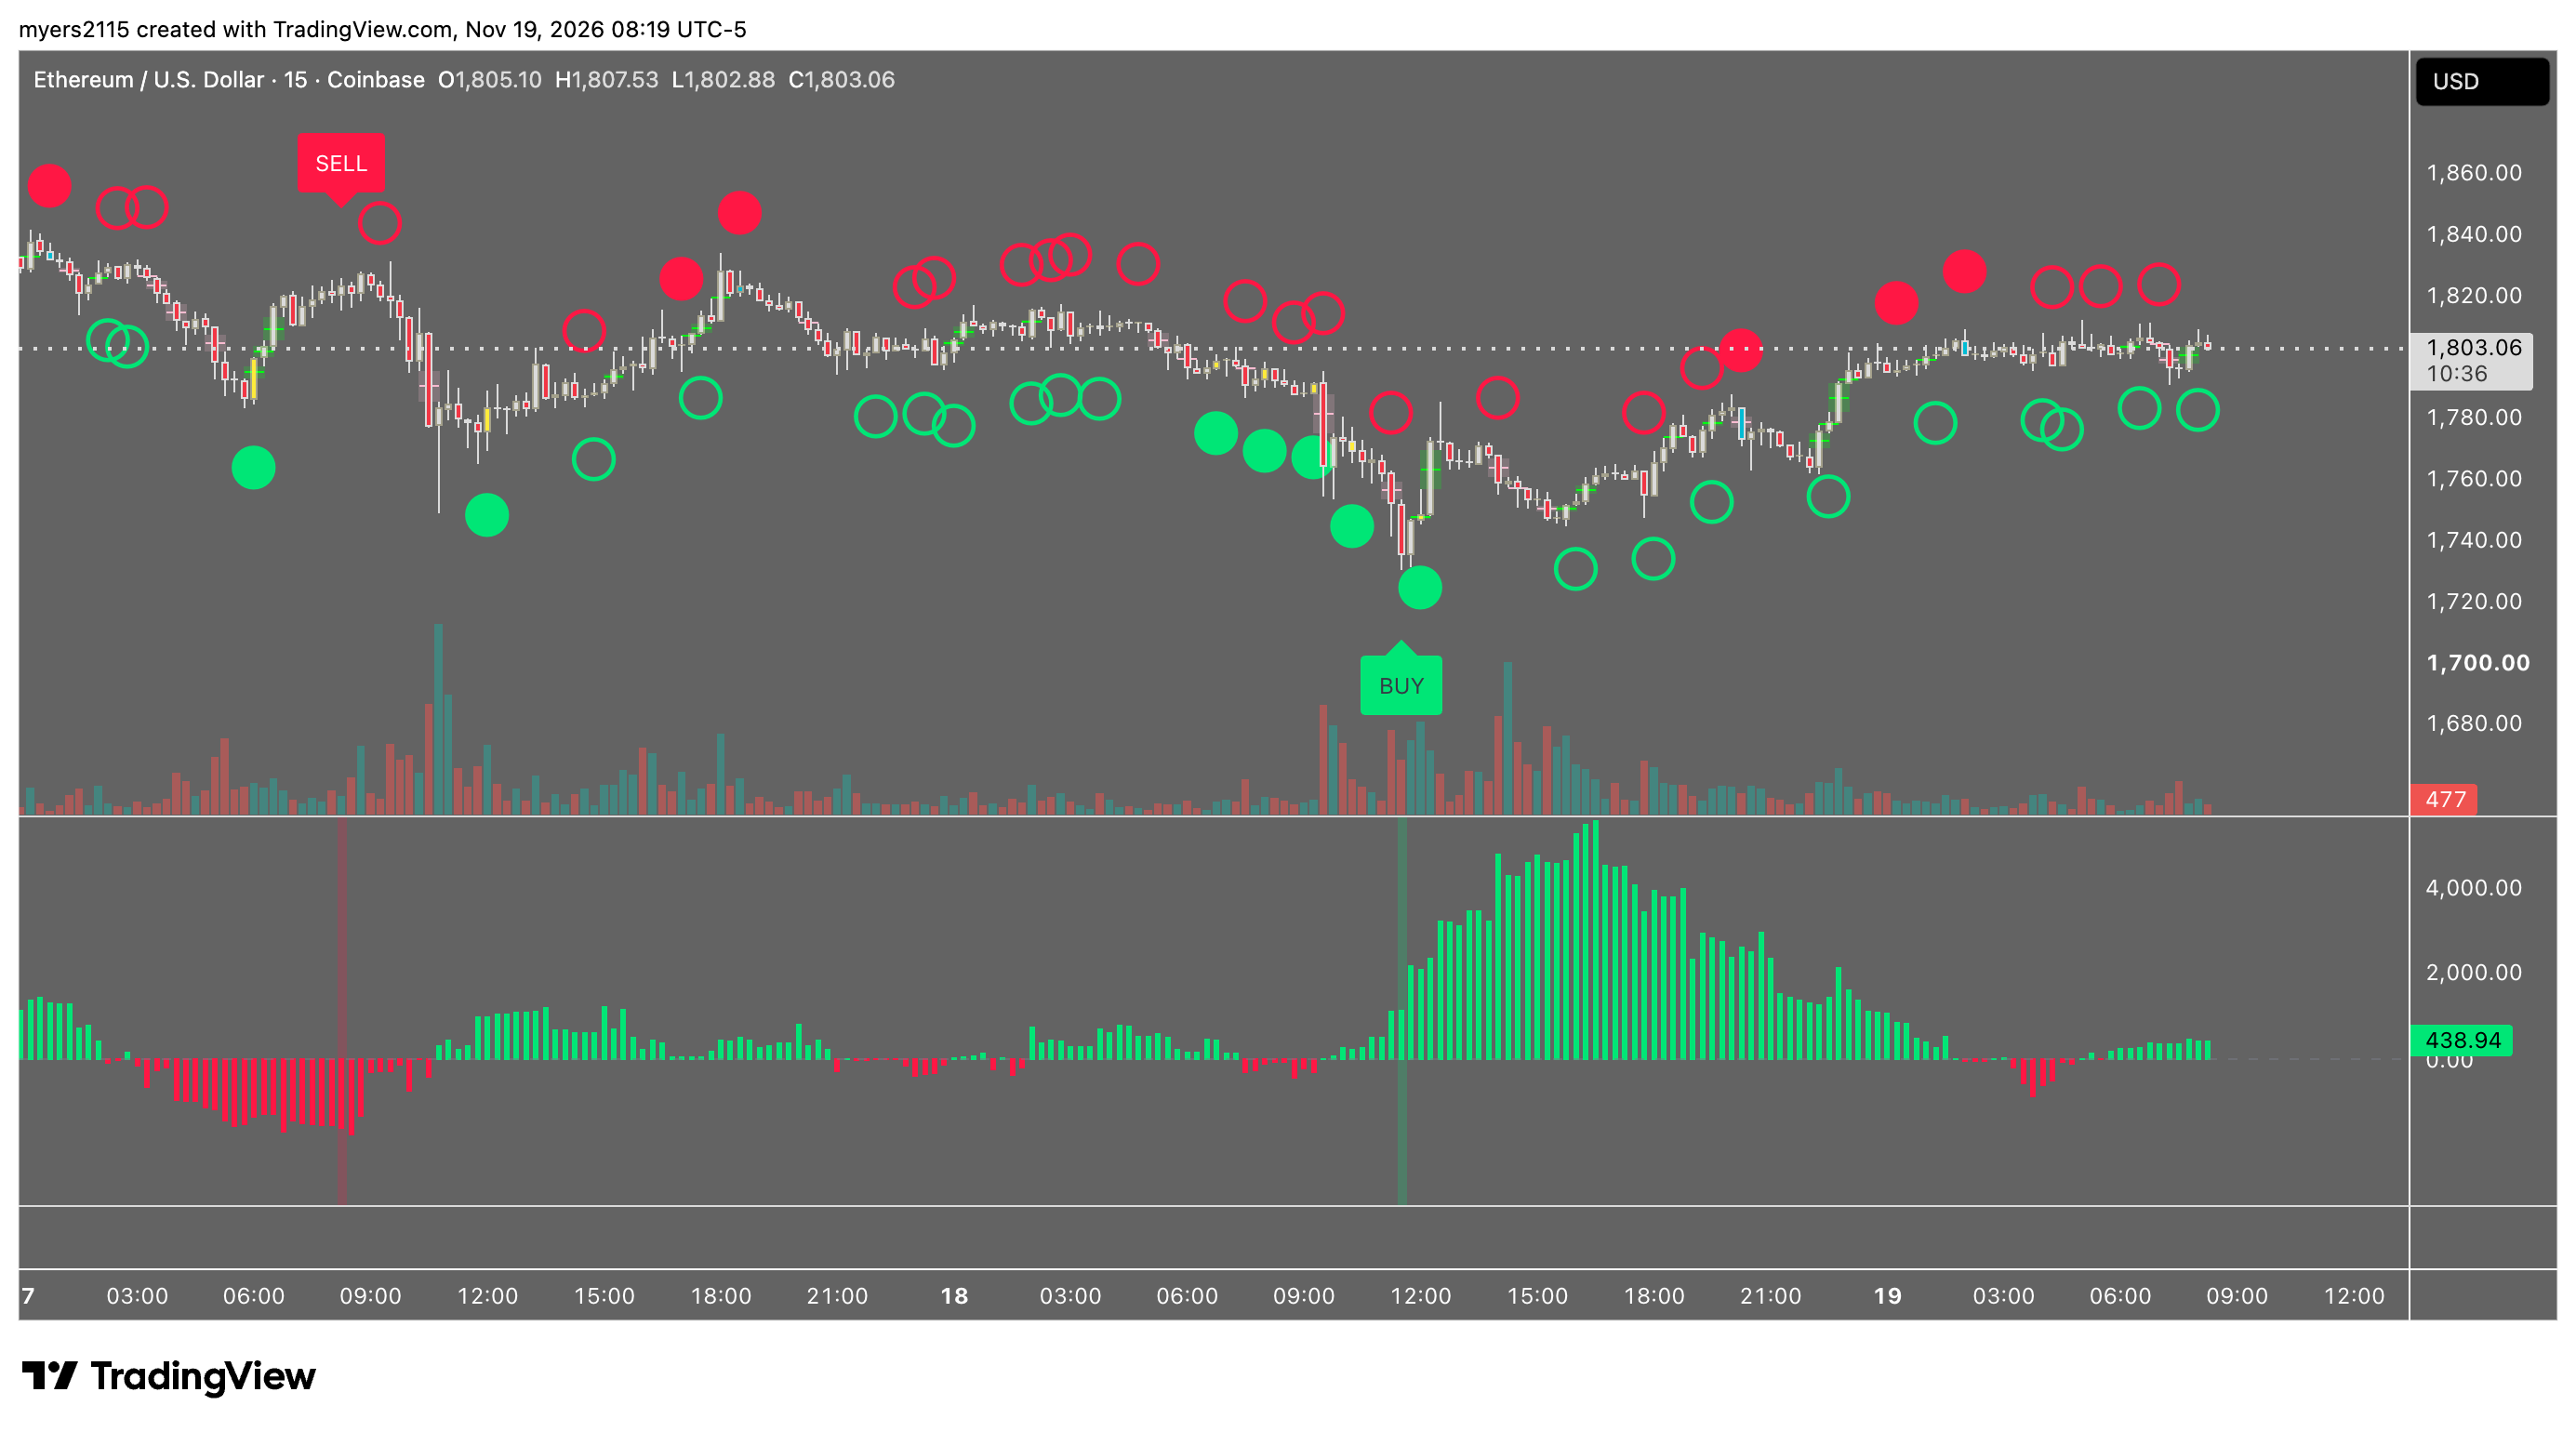 myers2115 created with TradingView.com, Nov 19, 2026 08:19 UTC-5
Ethereum / U.S. Dollar · 15 · Coinbase O1,805.10 H1,807.53 L1,802.88 C1,803.06
USD
SELL
1,860.00
1,840.00
1,820.00
1,803.06
10:36
1,780.00
1,760.00
1,740.00
1,720.00
1,700.00
BUY
1,680.00
477
4,000.00
2,000.00
438.94
0.00
7 03:00 06:00 09:00 12:00 15:00 18:00 21:00 18 03:00 06:00 09:00 12:00 15:00 18:00 21:00 19 03:00 06:00 09:00 12:00
TradingView